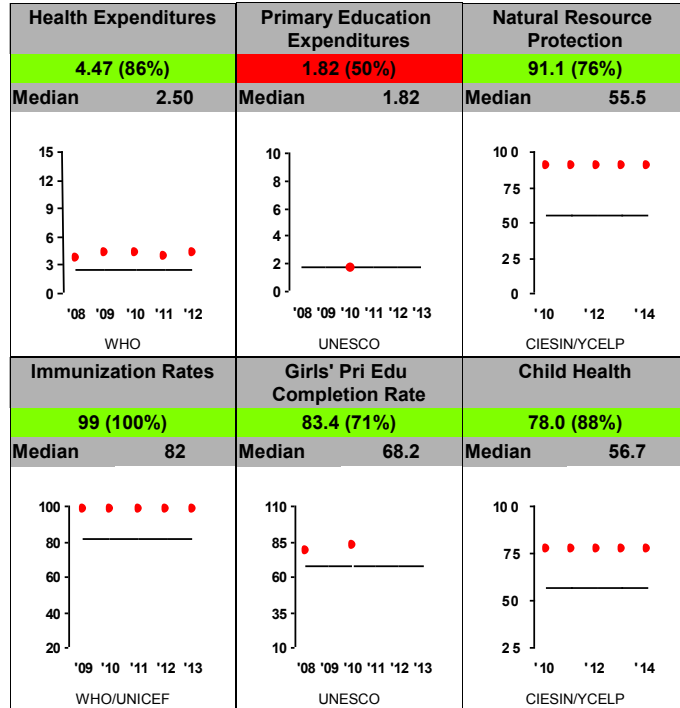 Health Expenditures
4.47 (86%)
Median 2.50
15
12
9
6
3
0
'08 '09 '10 '11 '12
WHO
Primary Education
Expenditures
1.82 (50%)
Median 1.82
10
8
6
4
2
0
'08 '09 '10 '11 '12 '13
UNESCO
Natural Resource
Protection
91.1 (76%)
Median 55.5
100
75
50
25
0
'10 '12 '14
CIESIN/YCELP
Immunization Rates
99 (100%)
Median 82
100
80
60
40
20
'09 '10 '11 '12 '13
WHO/UNICEF
Girls' Pri Edu
Completion Rate
83.4 (71%)
Median 68.2
110
85
60
35
10
'08 '09 '10 '11 '12 '13
UNESCO
Child Health
78.0 (88%)
Median 56.7
100
75
50
25
'10 '12 '14
CIESIN/YCELP